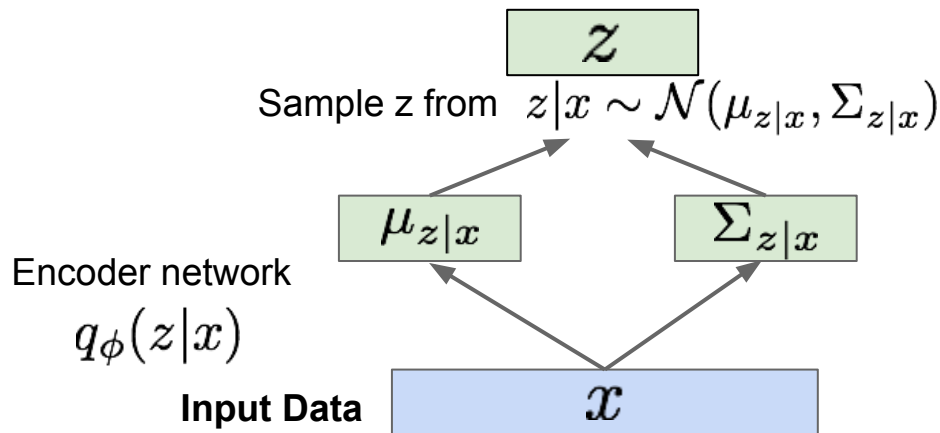 z
Sample z from z|x ∼ 𝒩(μ_{z|x}, Σ_{z|x})
μ_{z|x} Σ_{z|x}
Encoder network
q_ϕ(z|x)
Input Data x